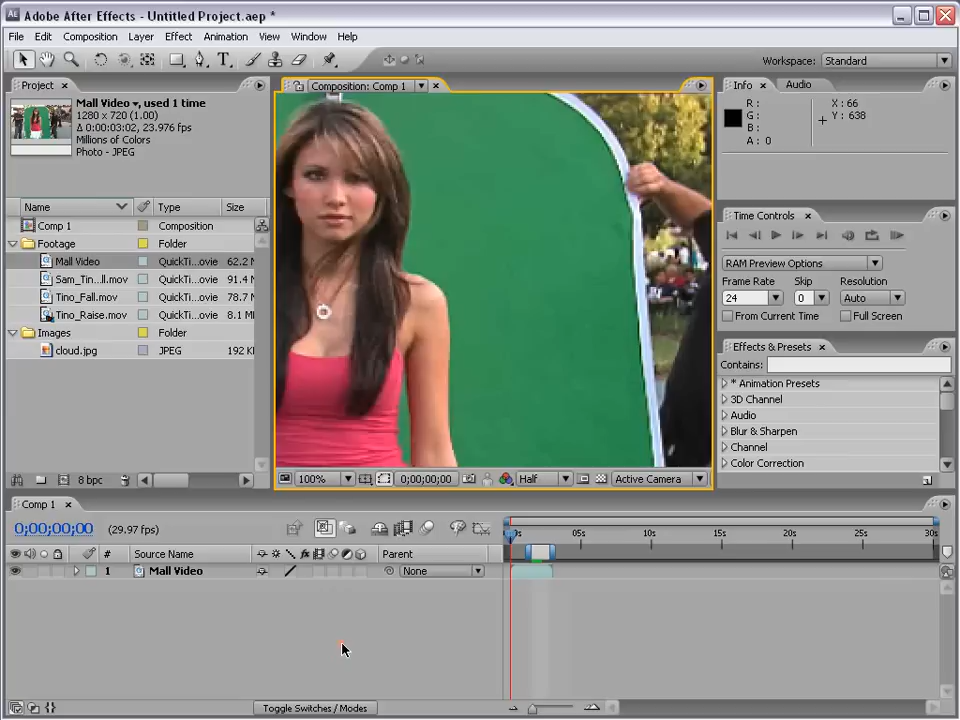 Adobe After Effects - Untitled Project.aep *
File Edit Composition Layer Effect Animation View Window Help
Workspace: Standard
Project
Mall Video ▾, used 1 time
1280 x 720 (1.00)
Δ 0:00:03:02, 23.976 fps
Millions of Colors
Photo - JPEG
Name Type Size
Comp 1 Composition
Footage Folder
Mall Video QuickTi...ovie 62.2 M
Sam_Tin...ll.mov QuickTi...ovie 91.4 M
Tino_Fall.mov QuickTi...ovie 78.7 M
Tino_Raise.mov QuickTi...ovie 8.1 M
Images Folder
cloud.jpg JPEG 192 K
8 bpc
Composition: Comp 1
100% 0;00;00;00 Half Active Camera
Info Audio
R: X: 66
G: Y: 638
B:
A: 0
Time Controls
RAM Preview Options
Frame Rate Skip Resolution
24 0 Auto
From Current Time Full Screen
Effects & Presets
Contains:
* Animation Presets
3D Channel
Audio
Blur & Sharpen
Channel
Color Correction
Comp 1
0;00;00;00 (29.97 fps)
# Source Name Parent
1 Mall Video None
05s 10s 15s 20s 25s 30s
Toggle Switches / Modes